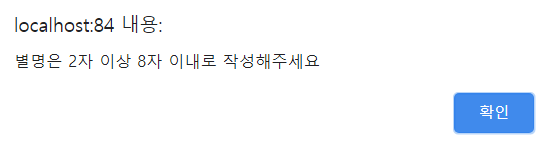 localhost:84 내용:
별명은 2자 이상 8자 이내로 작성해주세요
확인